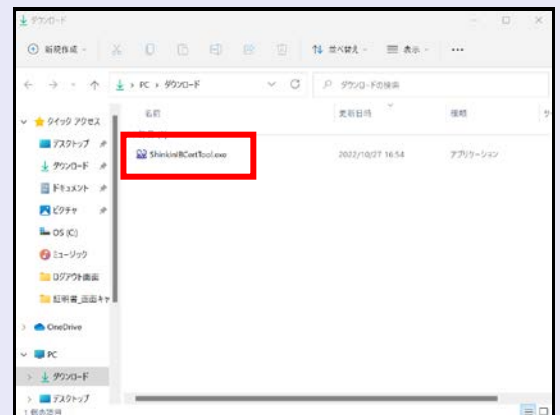 ダウンロード
新規作成
並べ替え
表示
PC › ダウンロード
ダウンロードの検索
名前
更新日時
種類
クイック アクセス
ShinkinIBCertTool.exe
2022/10/27 16:54
アプリケーション
デスクトップ
ダウンロード
ドキュメント
ピクチャ
OS (C:)
ミュージック
ログアウト画面
証明書_画面キャ
OneDrive
PC
ダウンロード
デスクトップ
1 個の項目